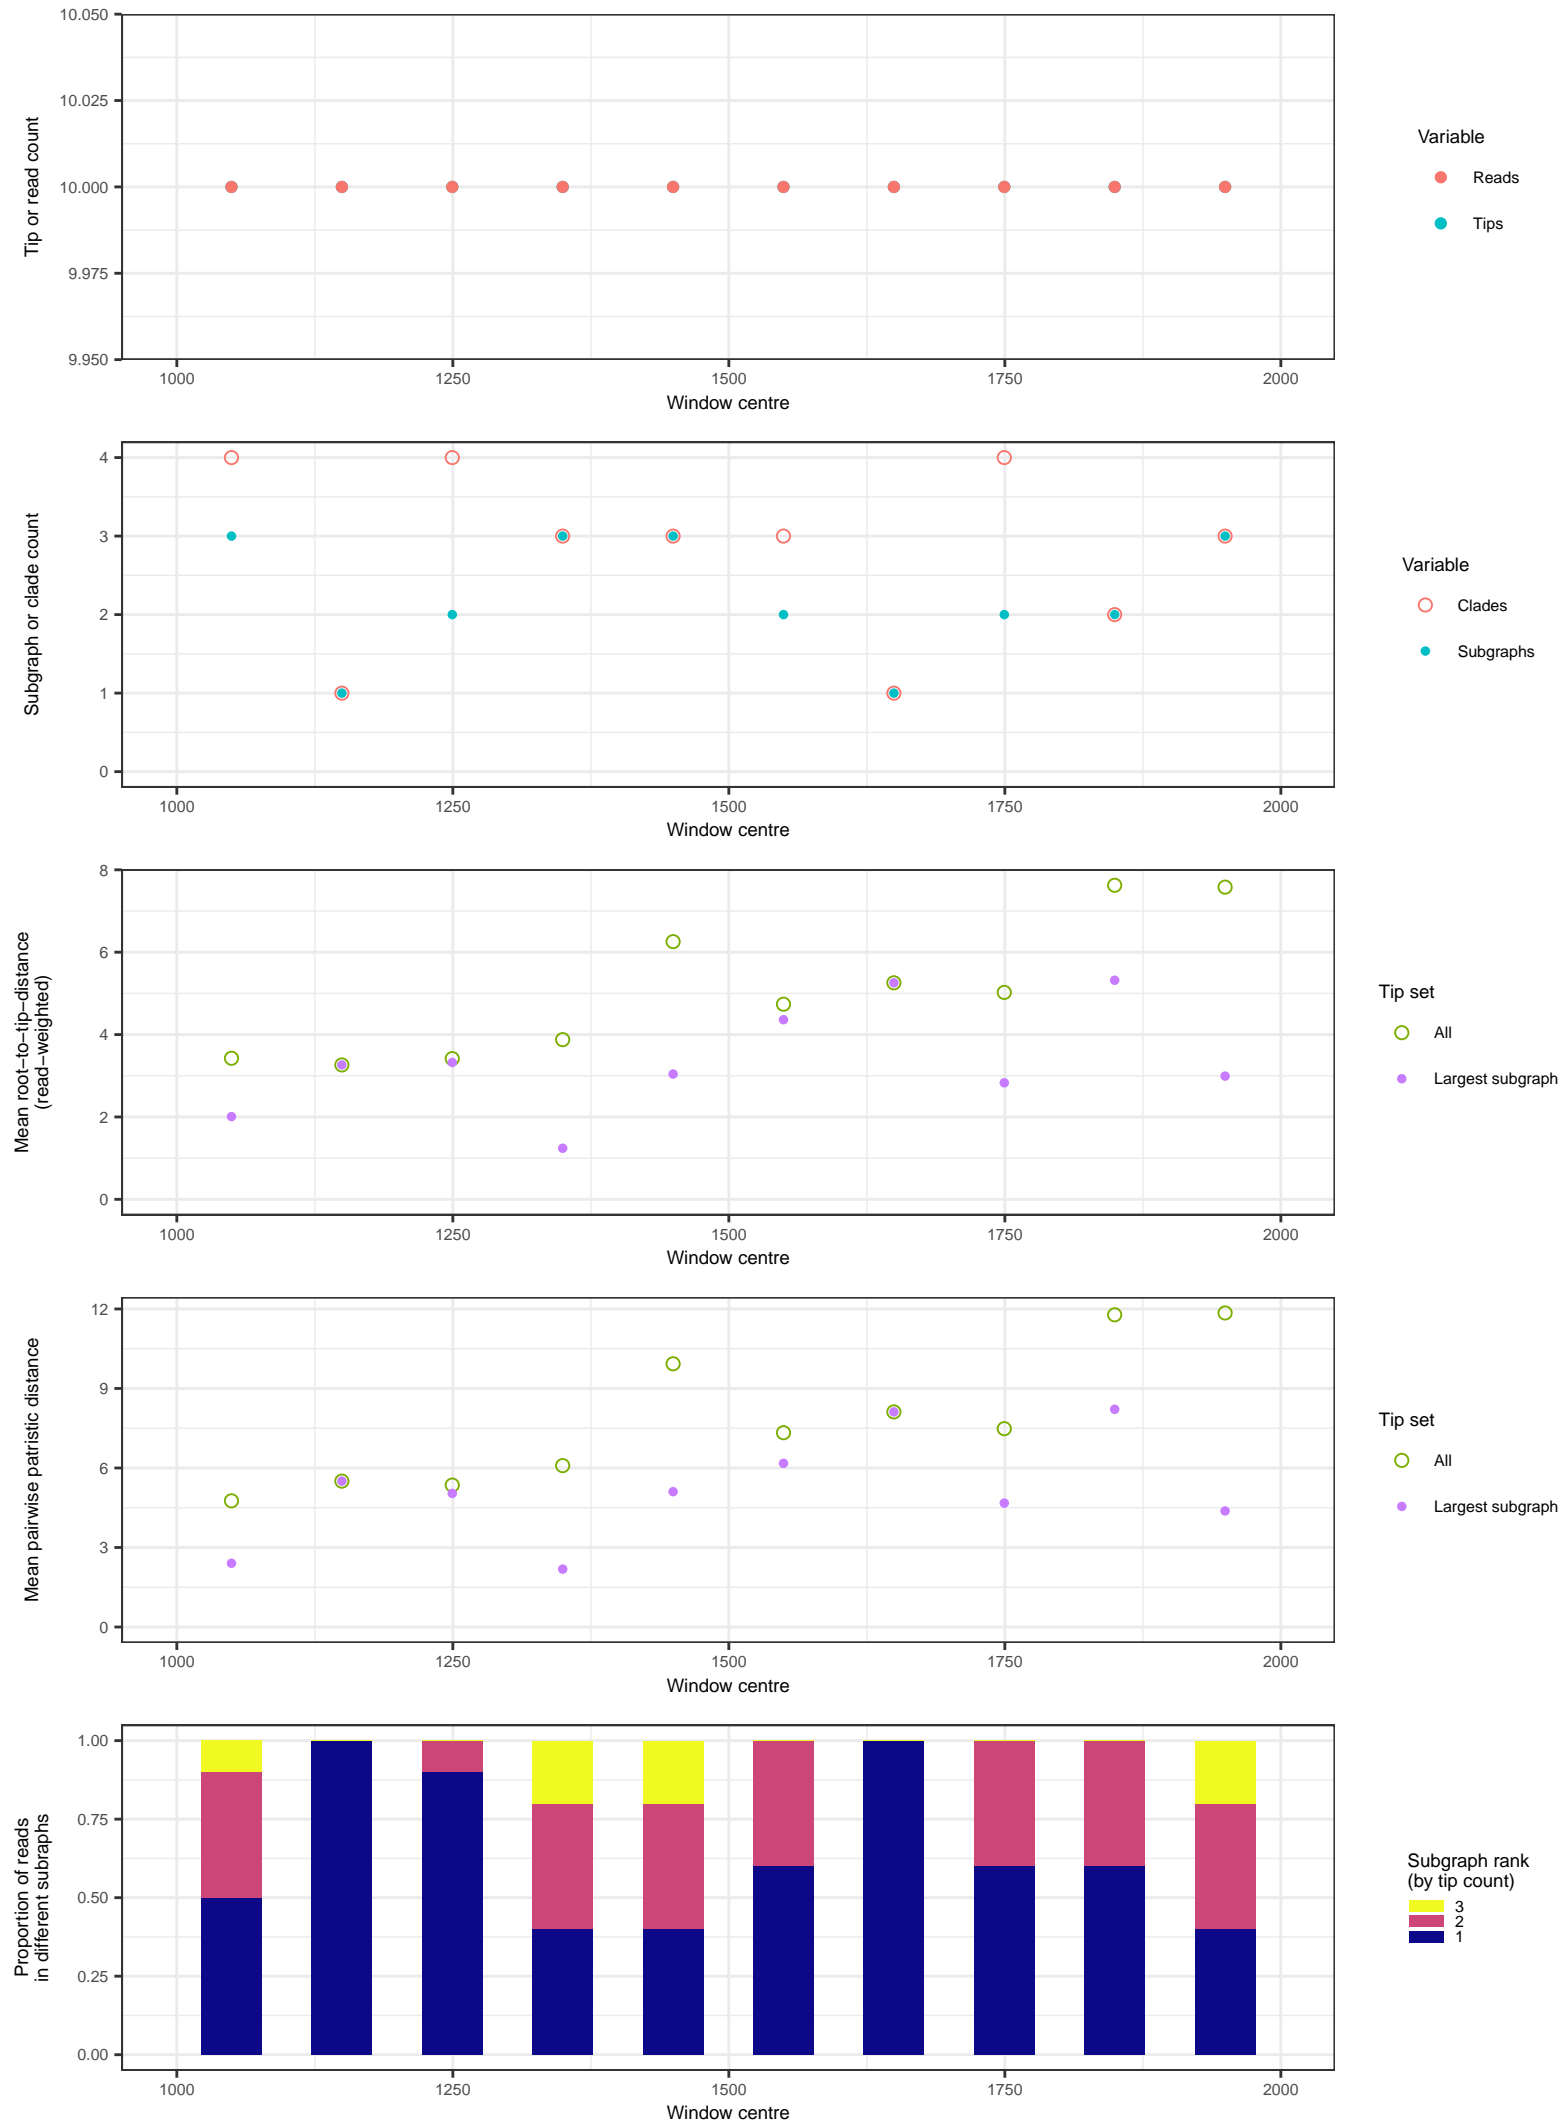 10.050
10.025
10.000
9.975
9.950
Tip or read count
1000 1250 1500 1750 2000
Window centre
Variable
Reads
Tips
4
3
2
1
0
Subgraph or clade count
1000 1250 1500 1750 2000
Window centre
Variable
Clades
Subgraphs
8
6
4
2
0
Mean root−to−tip−distance
(read−weighted)
1000 1250 1500 1750 2000
Window centre
Tip set
All
Largest subgraph
12
9
6
3
0
Mean pairwise patristic distance
1000 1250 1500 1750 2000
Window centre
Tip set
All
Largest subgraph
1.00
0.75
0.50
0.25
0.00
Proportion of reads
in different subraphs
1000 1250 1500 1750 2000
Window centre
Subgraph rank
(by tip count)
3
2
1